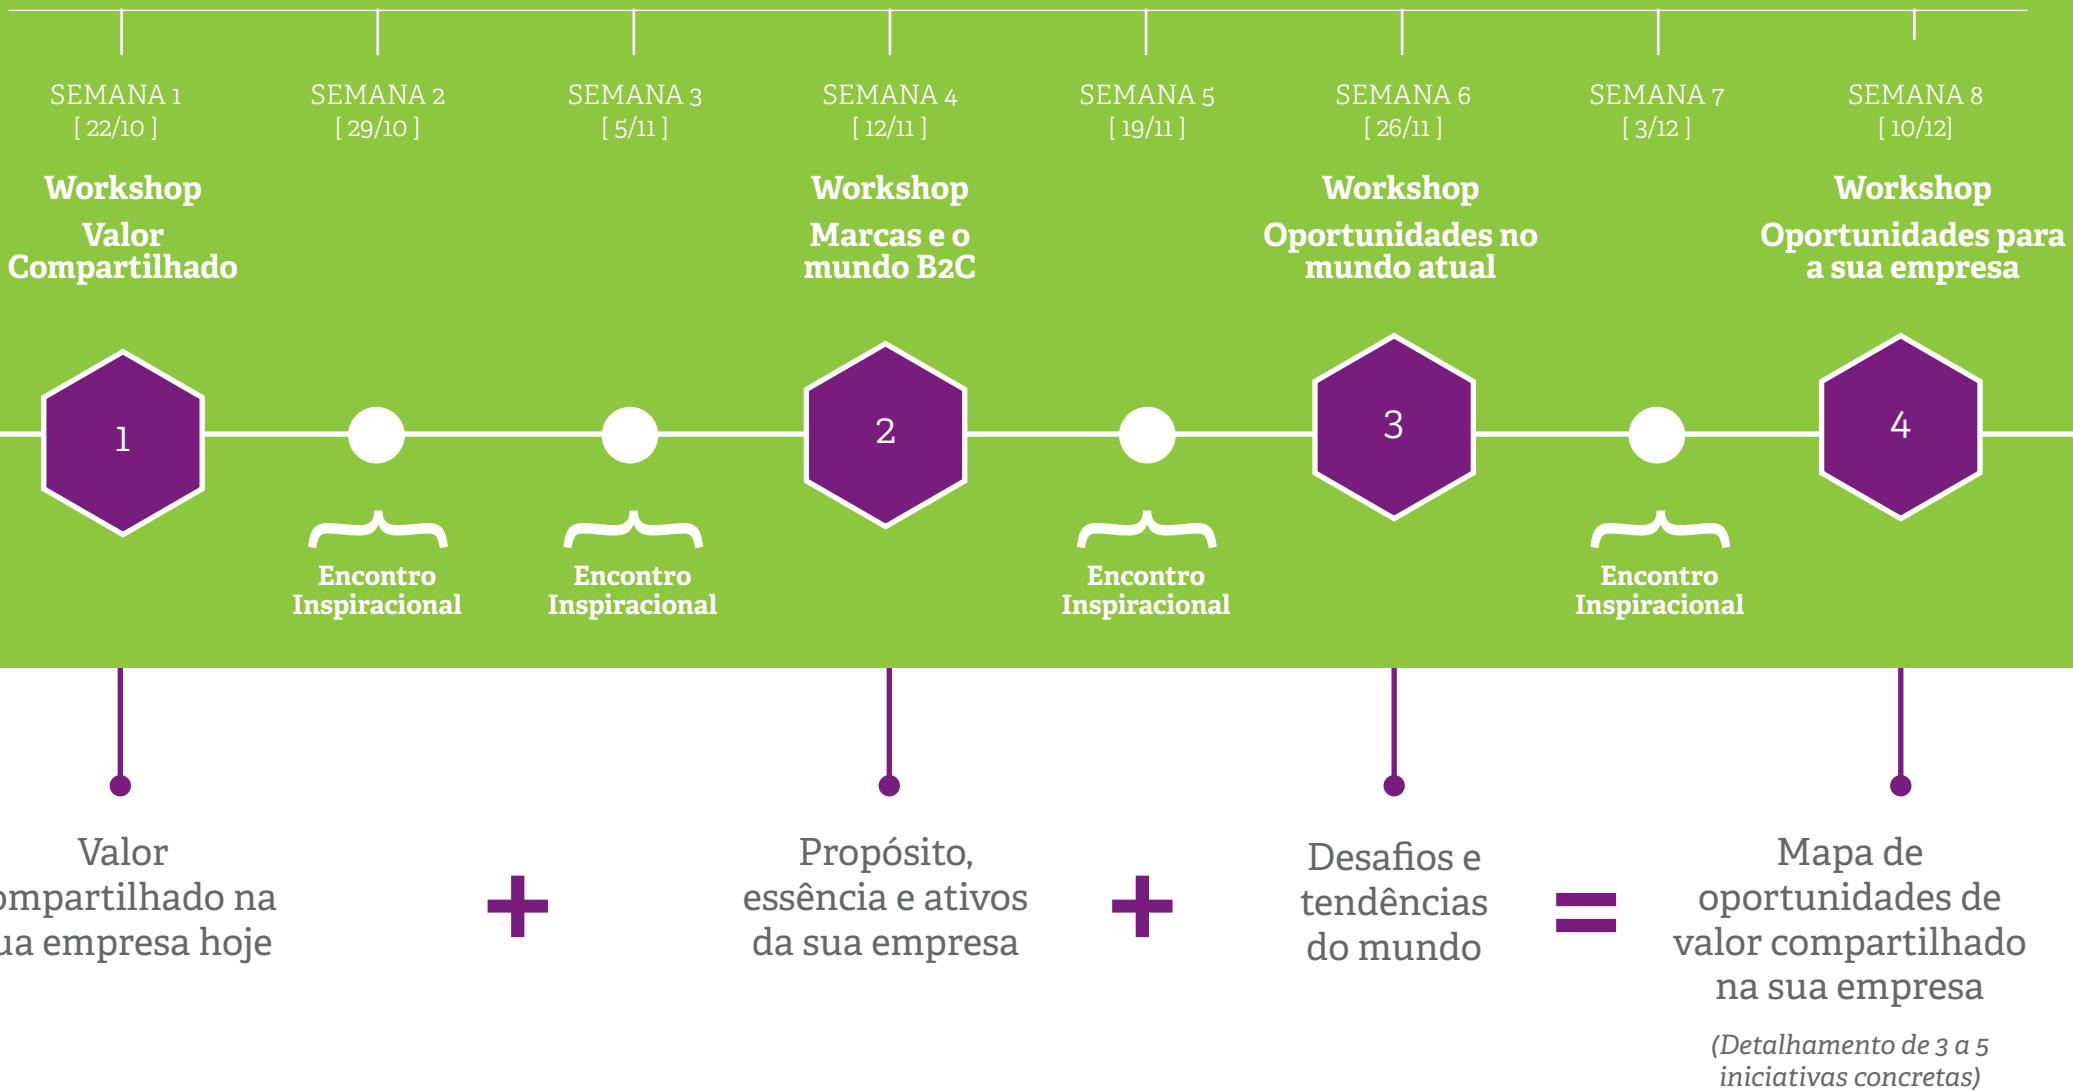 SEMANA 1
[ 22/10 ]
SEMANA 2
[ 29/10 ]
SEMANA 3
[ 5/11 ]
SEMANA 4
[ 12/11 ]
SEMANA 5
[ 19/11 ]
SEMANA 6
[ 26/11 ]
SEMANA 7
[ 3/12 ]
SEMANA 8
[ 10/12]
Workshop
Valor
Compartilhado
Workshop
Marcas e o
mundo B2C
Workshop
Oportunidades no
mundo atual
Workshop
Oportunidades para
a sua empresa
1
2
3
4
Encontro
Inspiracional
Encontro
Inspiracional
Encontro
Inspiracional
Encontro
Inspiracional
Valor
ompartilhado na
ua empresa hoje
+
Propósito,
essência e ativos
da sua empresa
+
Desafios e
tendências
do mundo
=
Mapa de
oportunidades de
valor compartilhado
na sua empresa
(Detalhamento de 3 a 5
iniciativas concretas)